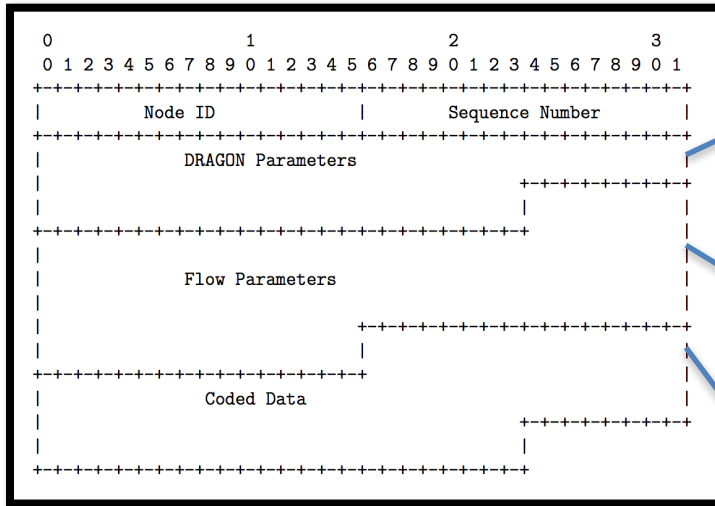 0                   1                   2                   3
0 1 2 3 4 5 6 7 8 9 0 1 2 3 4 5 6 7 8 9 0 1 2 3 4 5 6 7 8 9 0 1
Node ID Sequence Number
DRAGON Parameters
Flow Parameters
Coded Data